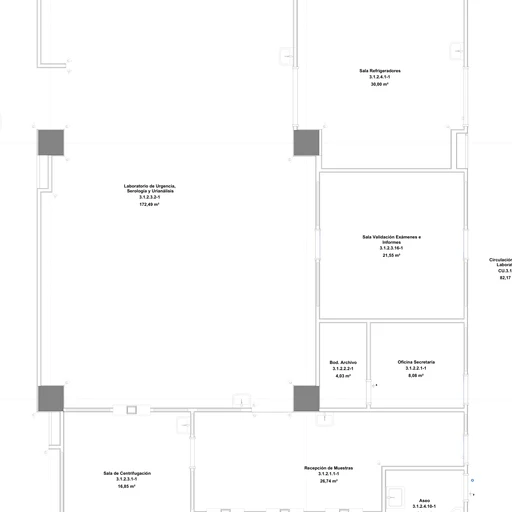 Sala Refrigeradores
3.1.2.4.1-1
30,90 m²
Laboratorio de Urgencia,
Serología y Urianálisis
3.1.2.3.2-1
172,49 m²
Sala Validación Exámenes e
Informes
3.1.2.3.16-1
21,55 m²
Circulación
Laborat
CU.3.1
82,17
Bod. Archivo
3.1.2.2.2-1
4,03 m²
Oficina Secretaria
3.1.2.2.1-1
8,08 m²
Sala de Centrifugación
3.1.2.3.1-1
16,85 m²
Recepción de Muestras
3.1.2.1.1-1
26,74 m²
Aseo
3.1.2.4.10-1